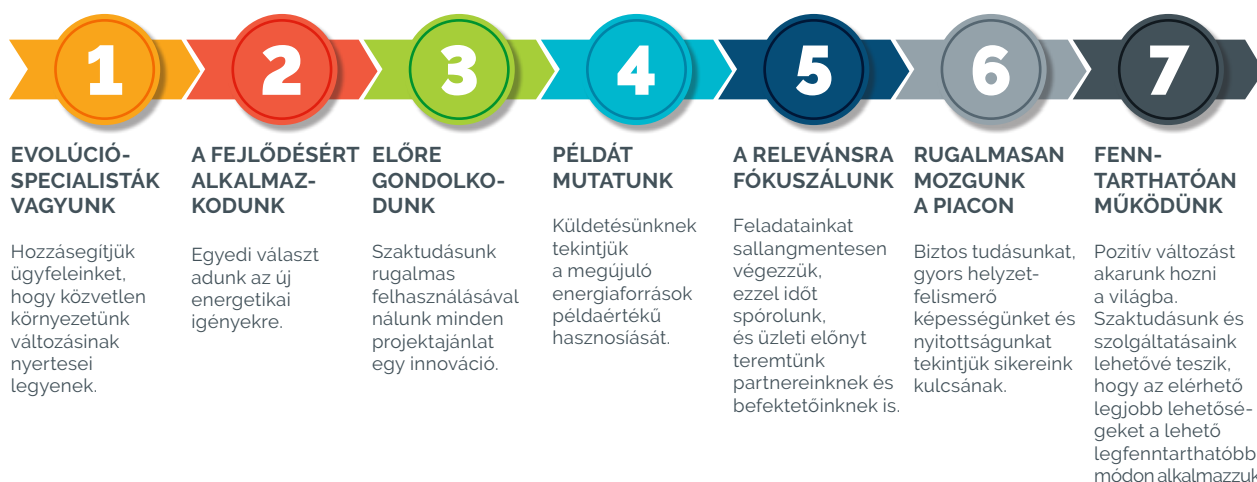 1
2
3
4
5
6
7
EVOLÚCIÓ-
SPECIALISTÁK
VAGYUNK
Hozzásegítjük
ügyfeleinket,
hogy közvetlen
környezetünk
változásinak
nyertesei
legyenek.
A FEJLŐDÉSÉRT
ALKALMAZ-
KODUNK
Egyedi választ
adunk az új
energetikai
igényekre.
ELŐRE
GONDOLKO-
DUNK
Szaktudásunk
rugalmas
felhasználásával
nálunk minden
projektajánlat
egy innováció.
PÉLDÁT
MUTATUNK
Küldetésünknek
tekintjük
a megújuló
energiaforrások
példaértékű
hasznosíását.
A RELEVÁNSRA
FÓKUSZÁLUNK
Feladatainkat
sallangmentesen
végezzük,
ezzel időt
spórolunk,
és üzleti előnyt
teremtünk
partnereinknek és
befektetőinknek is.
RUGALMASAN
MOZGUNK
A PIACON
Biztos tudásunkat,
gyors helyzet-
felismerő
képességünket és
nyitottságunkat
tekintjük sikereink
kulcsának.
FENN-
TARTHATÓAN
MŰKÖDÜNK
Pozitív változást
akarunk hozni
a világba.
Szaktudásunk és
szolgáltatásaink
lehetővé teszik,
hogy az elérhető
legjobb lehetősé-
geket a lehető
legfenntarthatóbb
módon alkalmazzuk